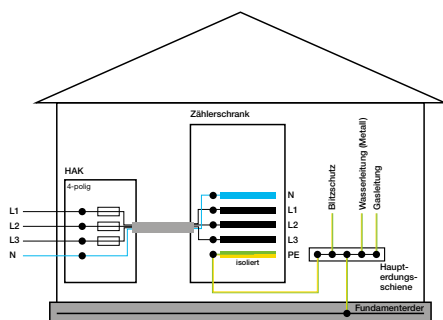 Zählerschrank
HAK
4-polig
L1
L2
L3
N
N
L1
L2
L3
PE
isoliert
Blitzschutz
Wasserleitung (Metall)
Gasleitung
Haupt-
erdungs-
schiene
Fundamenterder